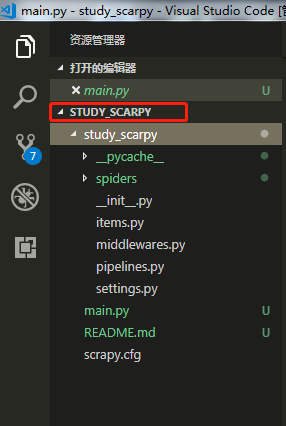 main.py - study_scarpy - Visual Studio Code [管
资源管理器
打开的编辑器
main.py U
STUDY_SCARPY
study_scarpy
__pycache__
spiders
__init__.py
items.py
middlewares.py
pipelines.py
settings.py
main.py U
README.md U
scrapy.cfg
7